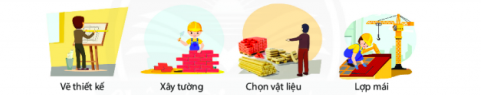 Vẽ thiết kế
Xây tường
Chọn vật liệu
Lợp mái